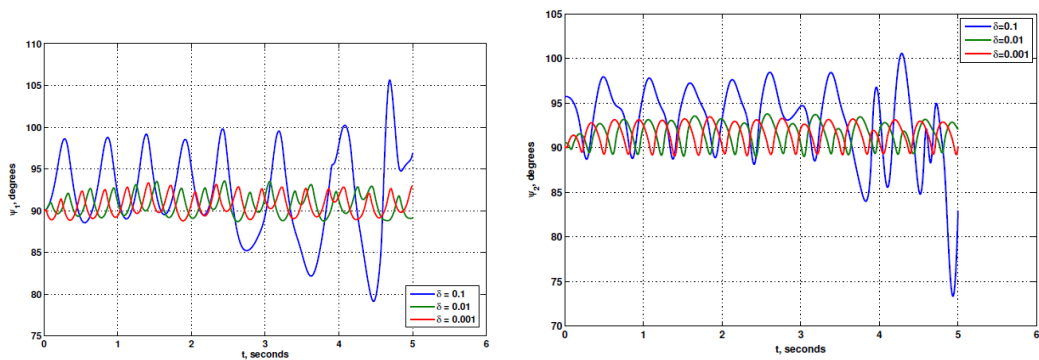 110
105
100
95
90
85
80
75
ψ1, degrees
0 1 2 3 4 5 6
t, seconds
δ = 0.1
δ = 0.01
δ = 0.001
105
100
95
90
85
80
75
70
ψ2, degrees
0 1 2 3 4 5 6
t, seconds
δ=0.1
δ=0.01
δ=0.001